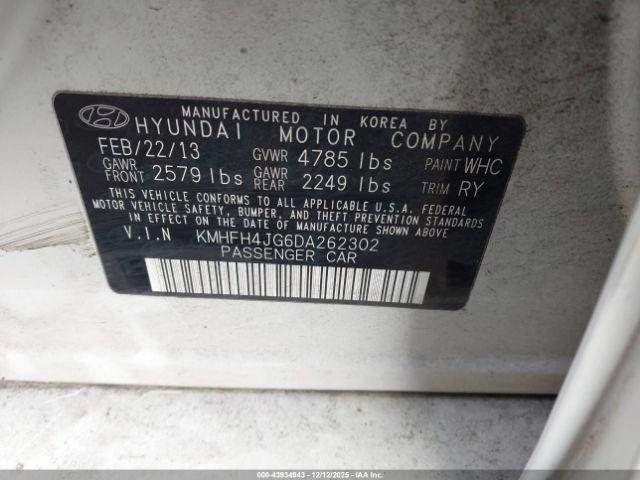 MANUFACTURED IN KOREA BY
HYUNDAI MOTOR COMPANY
FEB/22/13 GVWR 4785 lbs PAINT WHC
GAWR FRONT 2579 lbs GAWR REAR 2249 lbs TRIM RY
THIS VEHICLE CONFORMS TO ALL APPLICABLE U.S.A. FEDERAL
MOTOR VEHICLE SAFETY, BUMPER, AND THEFT PREVENTION STANDARDS
IN EFFECT ON THE DATE OF MANUFACTURE SHOWN ABOVE.
V.I.N KMHFH4JG6DA262302
PASSENGER CAR
000-43934943 - 12/12/2025 - IAAI.COM